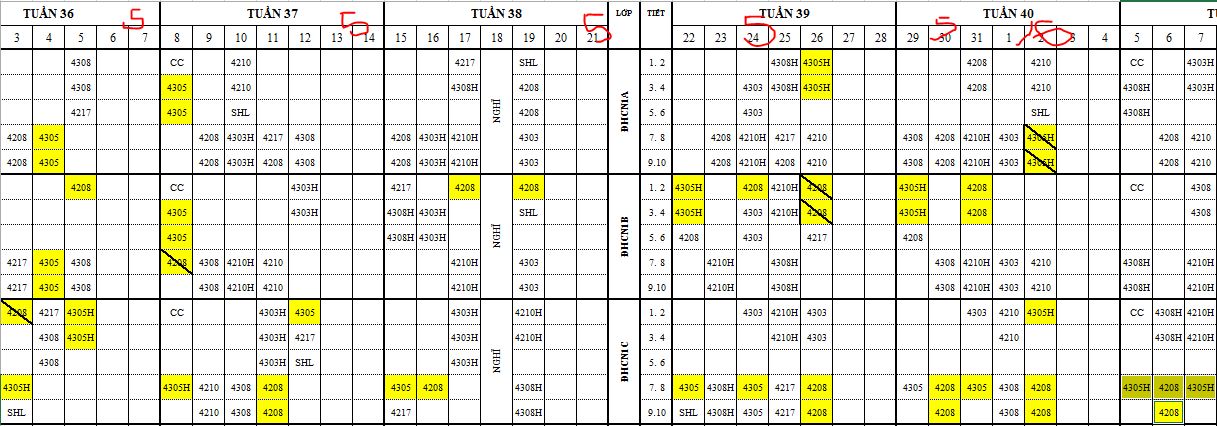 TUẦN 36 TUẦN 37 TUẦN 38 LỚP TIẾT TUẦN 39 TUẦN 40 TU
5 5 5 5 5
3 4 5 6 7 8 9 10 11 12 13 14 15 16 17 18 19 20 21 22 23 24 25 26 27 28 29 30 31 1 2 3 4 5 6 7
4308 CC 4210 4217 SHL 1. 2 4308H 4305H 4208 4210 CC 4303H
4308 4305 4210 4308H 4208 3. 4 4303 4308H 4305H 4208 4210 4308H 4303H
4217 4305 SHL NGHỈ 4208 ĐHCN1A 5. 6 4303 SHL 4308H
4208 4305 4208 4303H 4217 4308 4208 4303H 4210H 4303 7. 8 4208 4210H 4217 4210 4308 4208 4210H 4303 4305H 4208 4210
4208 4305 4208 4303H 4208 4308 4208 4303H 4210H 4303 9.10 4208 4210H 4208 4210 4308 4208 4210H 4303 4305H 4208 4210
4208 CC 4303H 4217 4208 4208 1. 2 4305H 4208 4210H 4208 4305H 4208 CC 4308
4305 4303H 4308H 4303H SHL 3. 4 4305H 4303 4210H 4208 4305H 4208 4308
4305 4308H 4303H NGHỈ ĐHCN1B 5. 6 4208 4303 4217 4208
4217 4305 4308 4208 4308 4210H 4210 4210H 4303 7. 8 4210H 4308H 4308 4210H 4303 4210 4308H 4210H
4217 4305 4308 4308 4210H 4210 4210H 4303 9.10 4210H 4308H 4308 4210H 4303 4210 4308H 4210H
4208 4217 4305H CC 4303H 4305 4303H 4210H 1. 2 4303 4210H 4303 4303 4210 4305H CC 4308H 4210H
4308 4305H 4303H 4217 4303H 4210H 3. 4 4210H 4303 4210 4308H 4210H
4308 4303H SHL 4303H NGHỈ ĐHCN1C 5. 6
4305H 4305H 4210 4308 4208 4305 4208 4308H 7. 8 4305 4308H 4305 4217 4208 4305 4208 4305 4308 4208 4305H 4208 4305H
SHL 4210 4308 4208 4217 4308H 9.10 SHL 4308H 4305 4217 4208 4208 4308 4208 4208